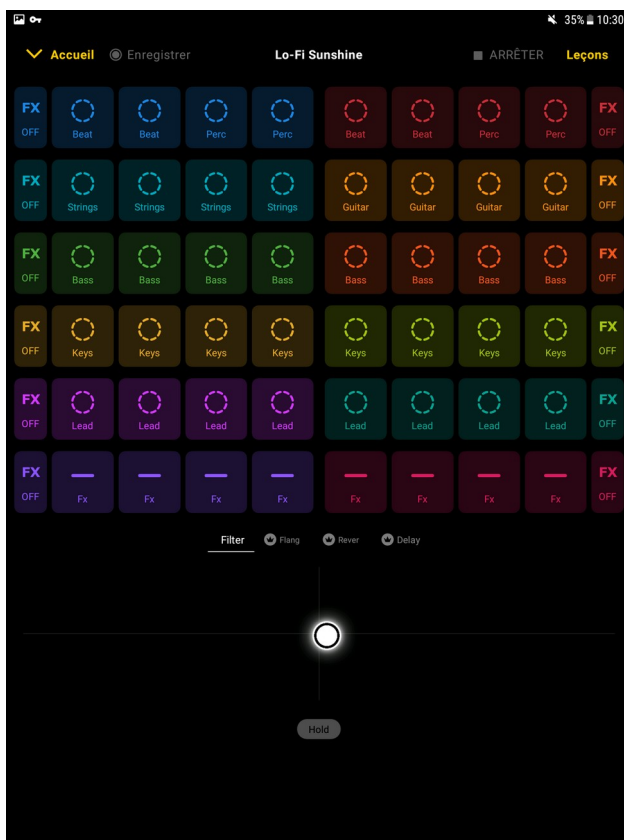 35% 10:30
Accueil Enregistrer Lo-Fi Sunshine ARRÊTER Leçons
FX FX
OFF Beat Beat Perc Perc Beat Beat Perc Perc OFF
FX FX
OFF Strings Strings Strings Strings Guitar Guitar Guitar Guitar OFF
FX FX
OFF Bass Bass Bass Bass Bass Bass Bass Bass OFF
FX FX
OFF Keys Keys Keys Keys Keys Keys Keys Keys OFF
FX FX
OFF Lead Lead Lead Lead Lead Lead Lead Lead OFF
FX FX
OFF Fx Fx Fx Fx Fx Fx Fx Fx OFF
Filter Flang Rever Delay
Hold